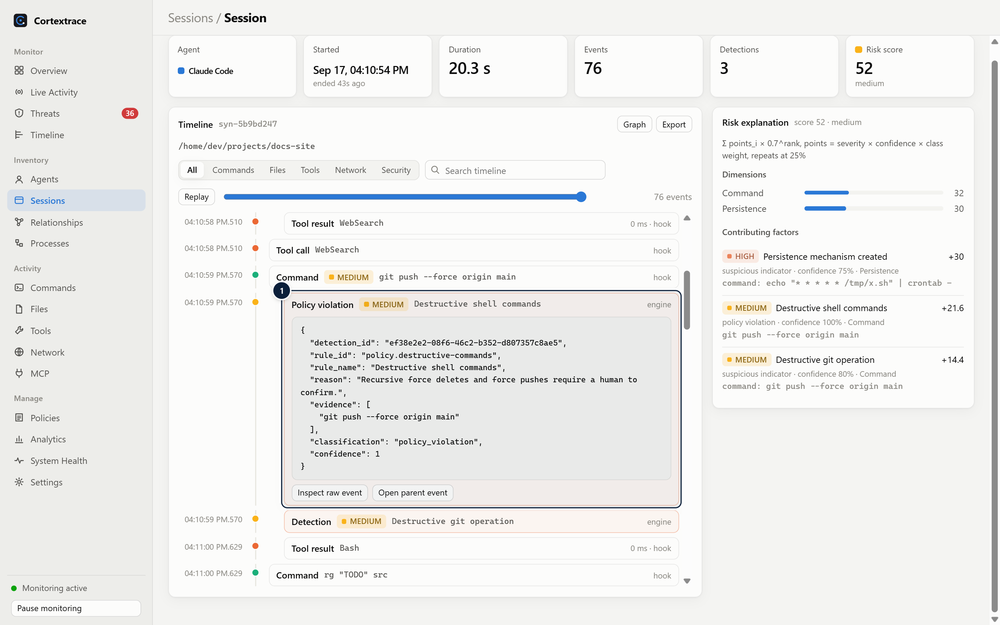 Cortextrace
Monitor
Overview
Live Activity
Threats 36
Timeline
Inventory
Agents
Sessions
Relationships
Processes
Activity
Commands
Files
Tools
Network
MCP
Manage
Policies
Analytics
System Health
Settings
Monitoring active
Pause monitoring
Sessions / Session
Agent
Claude Code
Started
Sep 17, 04:10:54 PM
ended 43s ago
Duration
20.3 s
Events
76
Detections
3
Risk score
52
medium
Timeline syn-5b9bd247
Graph Export
/home/dev/projects/docs-site
All Commands Files Tools Network Security
Search timeline
Replay 76 events
04:10:58 PM.510 Tool result WebSearch 0 ms · hook
04:10:58 PM.510 Tool call WebSearch hook
04:10:59 PM.570 Command MEDIUM git push --force origin main hook
1
04:10:59 PM.570 Policy violation MEDIUM Destructive shell commands engine
{
"detection_id": "ef38e2e2-08f6-46c2-b352-d807357c8ae5",
"rule_id": "policy.destructive-commands",
"rule_name": "Destructive shell commands",
"reason": "Recursive force deletes and force pushes require a human to
confirm.",
"evidence": [
"git push --force origin main"
],
"classification": "policy_violation",
"confidence": 1
}
Inspect raw event Open parent event
04:10:59 PM.570 Detection MEDIUM Destructive git operation engine
04:11:00 PM.629 Tool result Bash 0 ms · hook
04:11:00 PM.629 Command rg "TODO" src hook
Risk explanation score 52 · medium
Σ points_i × 0.7^rank, points = severity × confidence × class
weight, repeats at 25%
Dimensions
Command 32
Persistence 30
Contributing factors
HIGH Persistence mechanism created +30
suspicious indicator · confidence 75% · Persistence
command: echo "* * * * * /tmp/x.sh" | crontab -
MEDIUM Destructive shell commands +21.6
policy violation · confidence 100% · Command
git push --force origin main
MEDIUM Destructive git operation +14.4
suspicious indicator · confidence 80% · Command
command: git push --force origin main